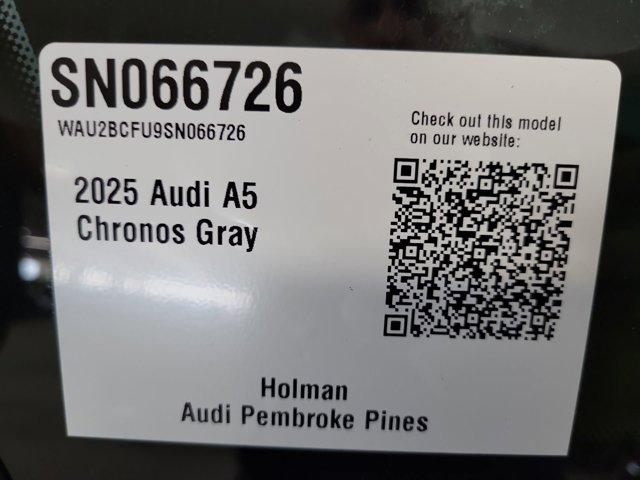 SN066726
WAU2BCFU9SN066726
Check out this model
on our website:
2025 Audi A5
Chronos Gray
Holman
Audi Pembroke Pines